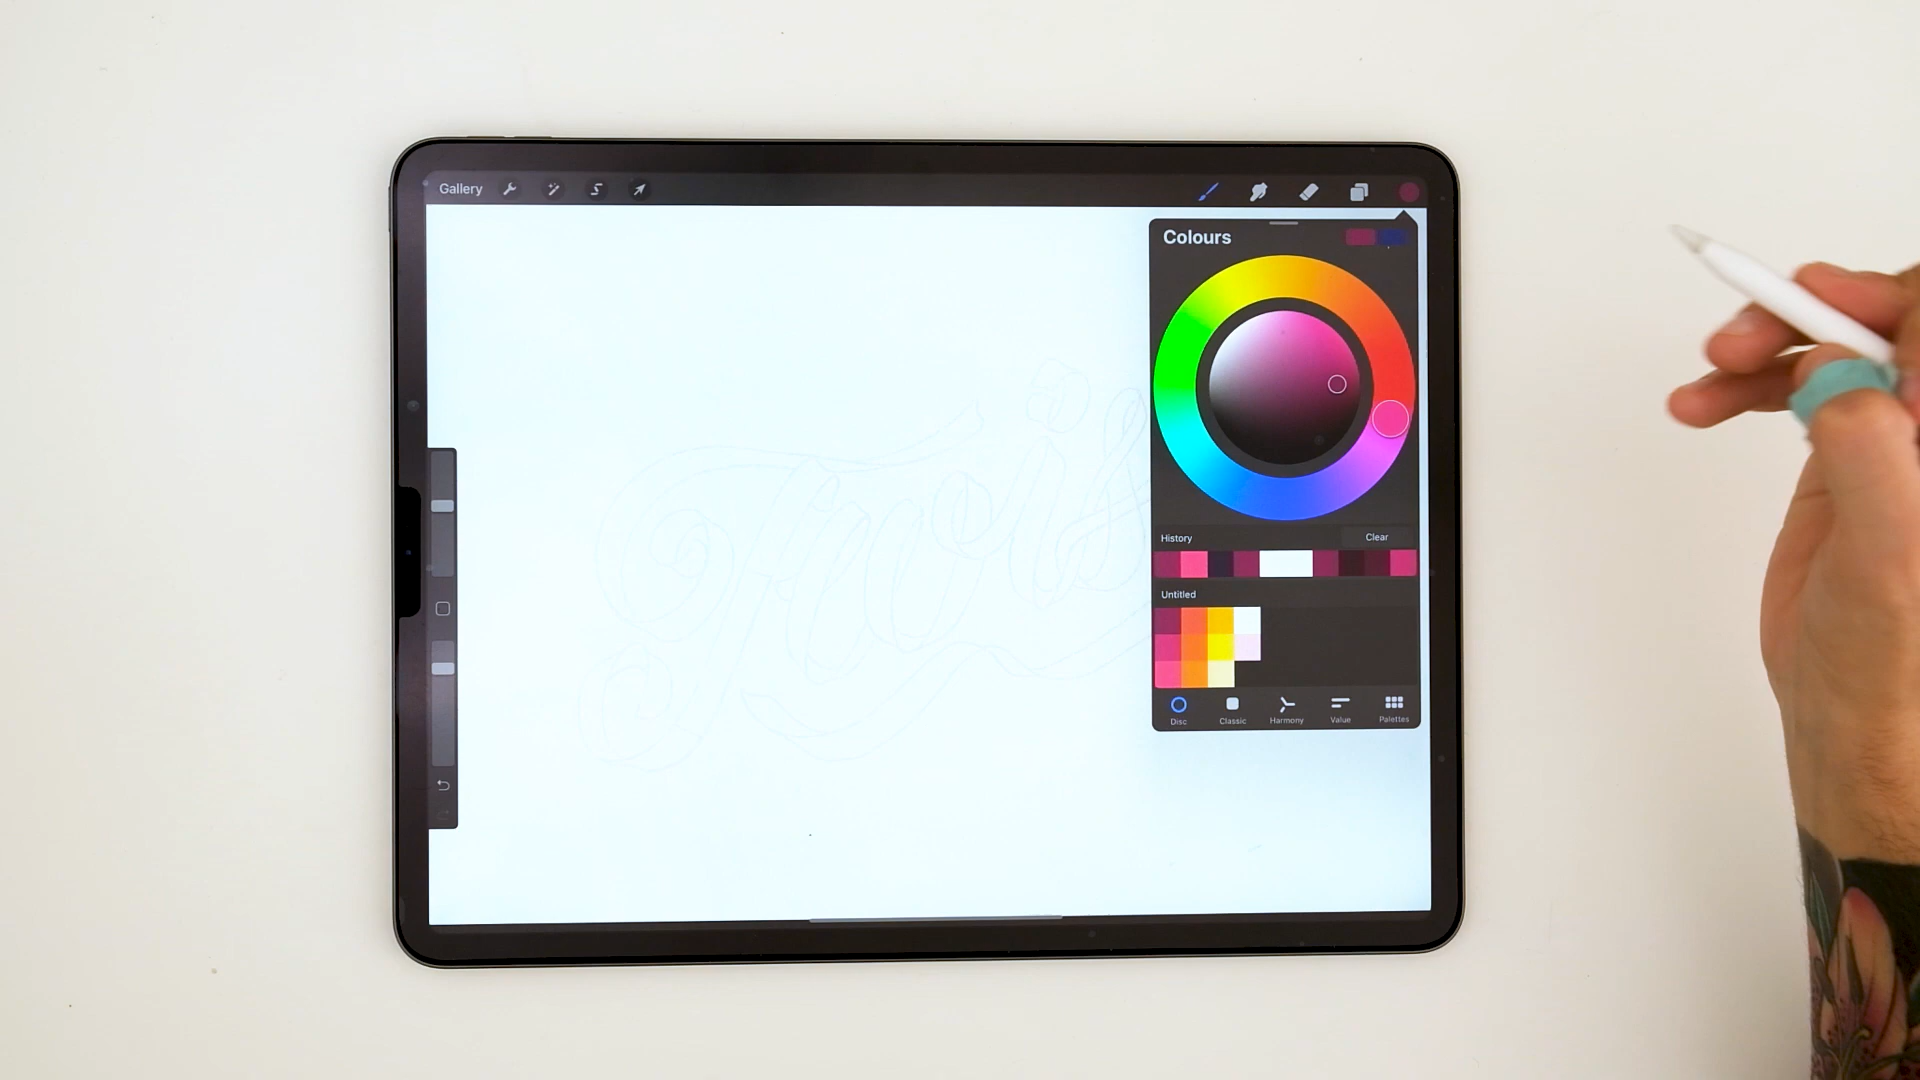 Gallery
Colours
History Clear
Untitled
Disc Classic Harmony Value Palettes